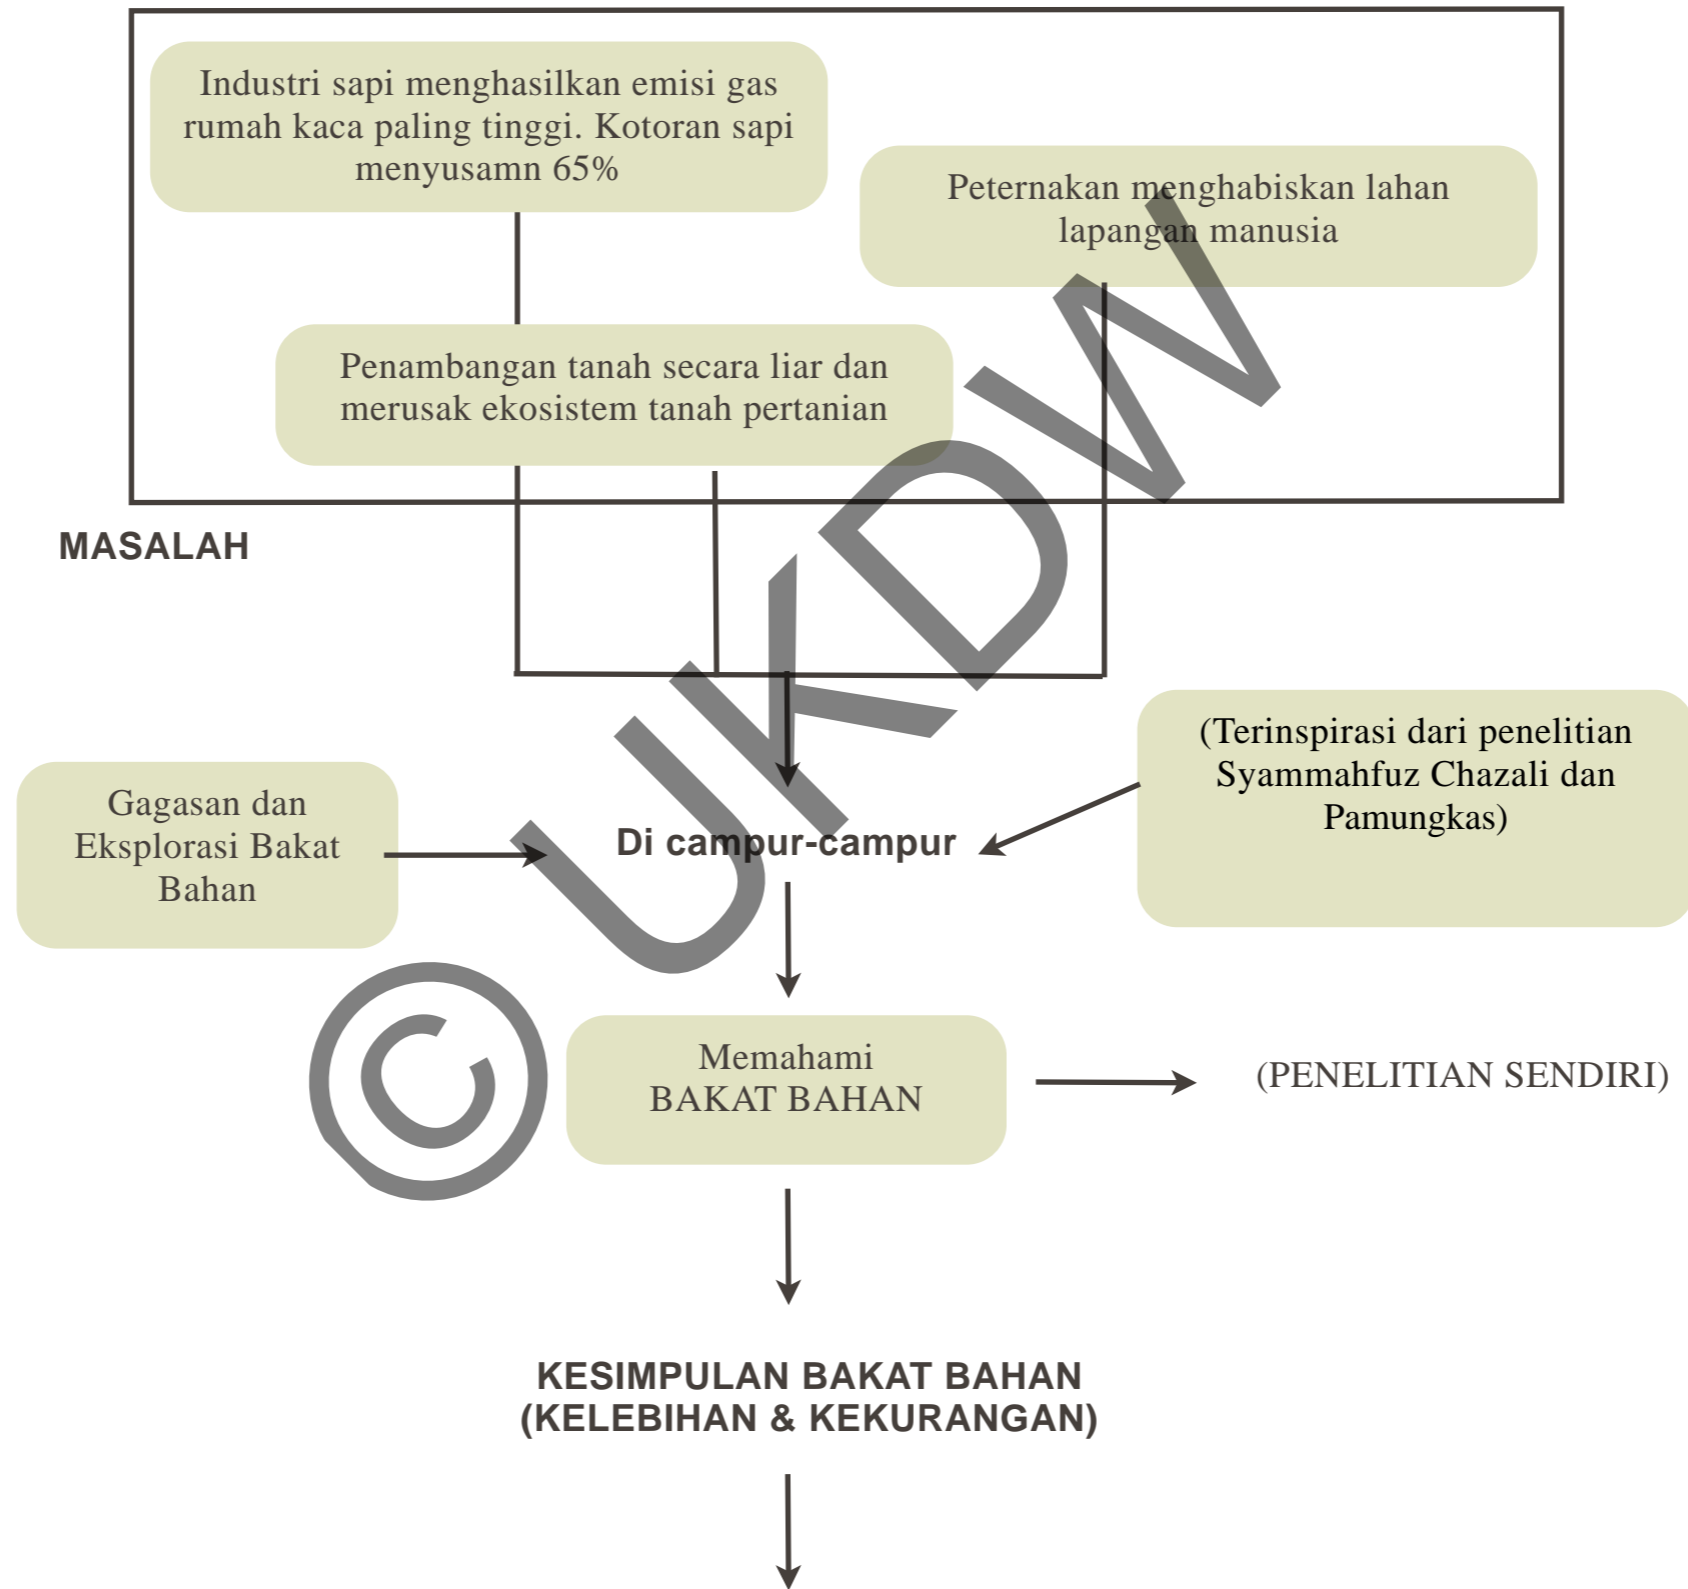 Industri sapi menghasilkan emisi gas
rumah kaca paling tinggi. Kotoran sapi
menyusamn 65%
Peternakan menghabiskan lahan
lapangan manusia
Penambangan tanah secara liar dan
merusak ekosistem tanah pertanian
MASALAH
(Terinspirasi dari penelitian
Syammahfuz Chazali dan
Pamungkas)
Gagasan dan
Eksplorasi Bakat
Bahan
Di campur-campur
Memahami
BAKAT BAHAN
(PENELITIAN SENDIRI)
KESIMPULAN BAKAT BAHAN
(KELEBIHAN & KEKURANGAN)
© UKDW